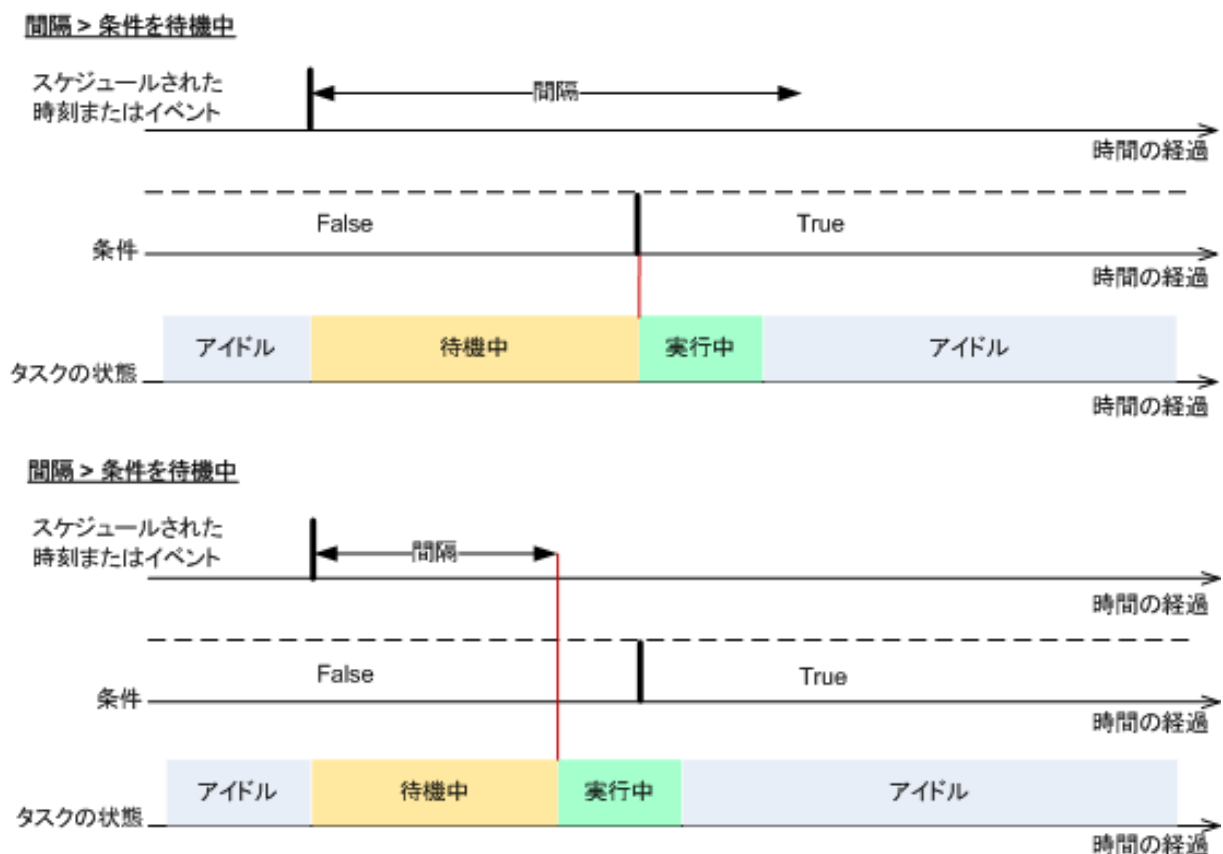 間隔 > 条件を待機中
スケジュールされた
時刻またはイベント
間隔
時間の経過
False
True
条件
時間の経過
アイドル
待機中
実行中
アイドル
タスクの状態
時間の経過
間隔 > 条件を待機中
スケジュールされた
時刻またはイベント
間隔
時間の経過
False
True
条件
時間の経過
アイドル
待機中
実行中
アイドル
タスクの状態
時間の経過